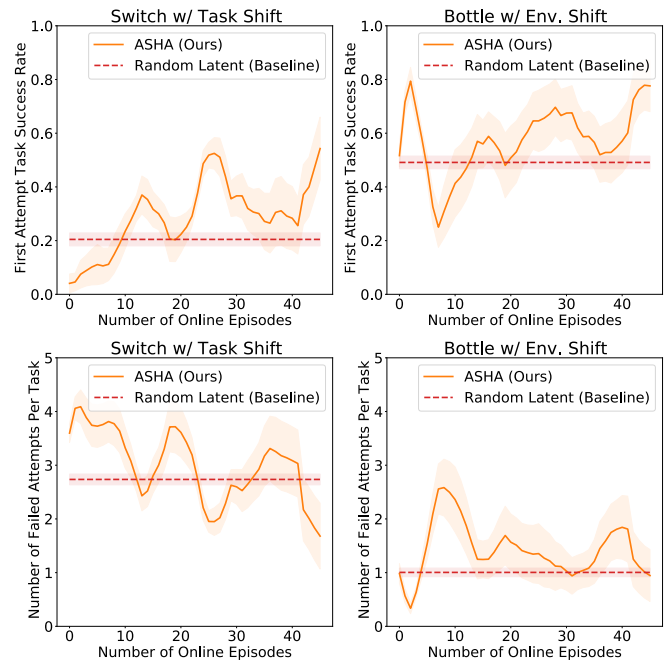 Switch w/ Task Shift
First Attempt Task Success Rate
1.0
0.8
0.6
0.4
0.2
0.0
ASHA (Ours)
Random Latent (Baseline)
0 10 20 30 40
Number of Online Episodes
Bottle w/ Env. Shift
First Attempt Task Success Rate
1.0
0.8
0.6
0.4
0.2
0.0
ASHA (Ours)
Random Latent (Baseline)
0 10 20 30 40
Number of Online Episodes
Switch w/ Task Shift
Number of Failed Attempts Per Task
5
4
3
2
1
0
ASHA (Ours)
Random Latent (Baseline)
0 10 20 30 40
Number of Online Episodes
Bottle w/ Env. Shift
Number of Failed Attempts Per Task
5
4
3
2
1
0
ASHA (Ours)
Random Latent (Baseline)
0 10 20 30 40
Number of Online Episodes